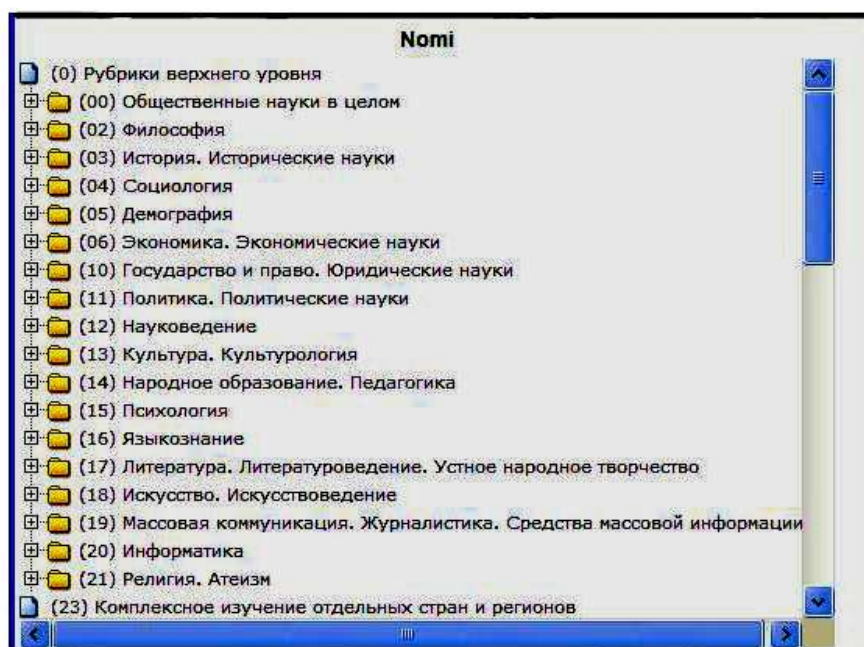 Nomi
(0) Рубрики верхнего уровня
(00) Общественные науки в целом
(02) Философия
(03) История. Исторические науки
(04) Социология
(05) Демография
(06) Экономика. Экономические науки
(10) Государство и право. Юридические науки
(11) Политика. Политические науки
(12) Науковедение
(13) Культура. Культурология
(14) Народное образование. Педагогика
(15) Психология
(16) Языкознание
(17) Литература. Литературоведение. Устное народное творчество
(18) Искусство. Искусствоведение
(19) Массовая коммуникация. Журналистика. Средства массовой информации
(20) Информатика
(21) Религия. Атеизм
(23) Комплексное изучение отдельных стран и регионов